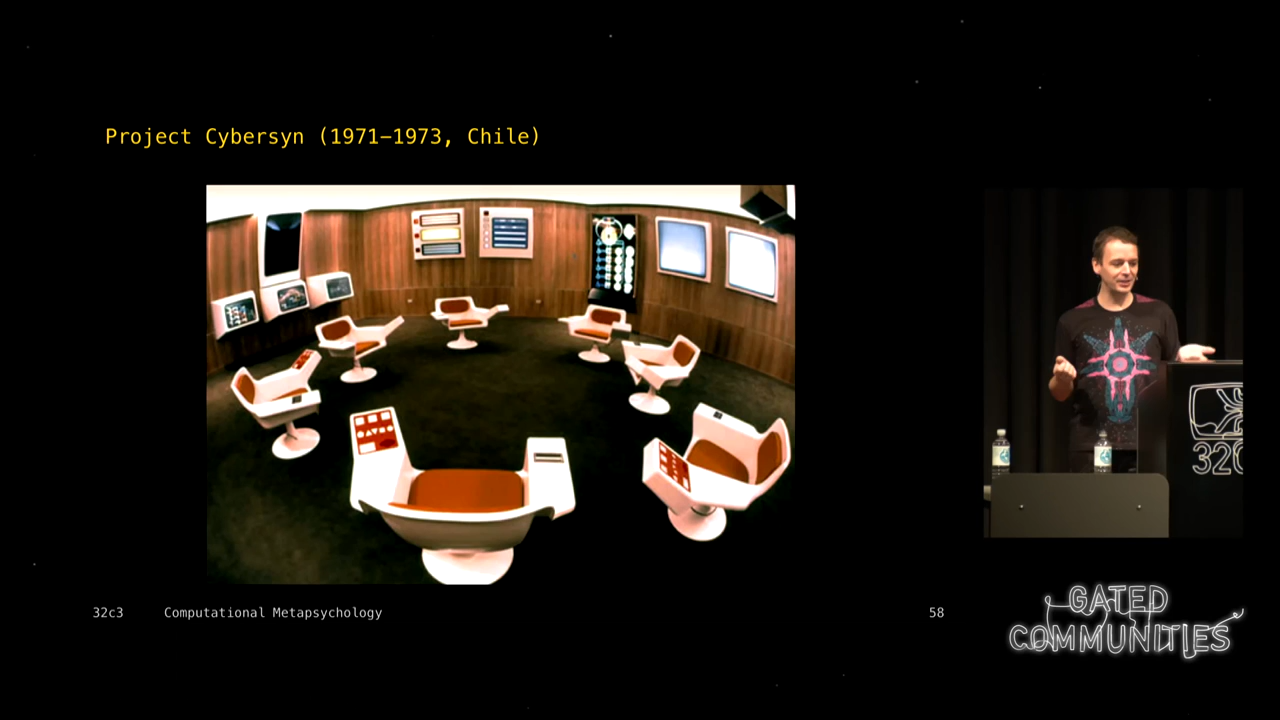 Project Cybersyn (1971–1973, Chile)
32c3 Computational Metapsychology 58
GATED
COMMUNITIES